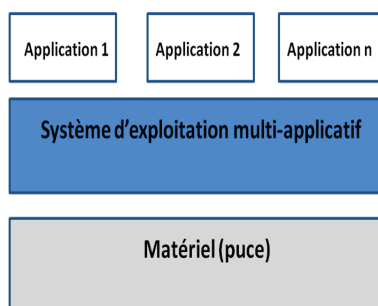 Application 1 Application 2 Application n
Système d'exploitation multi-applicatif
Matériel (puce)